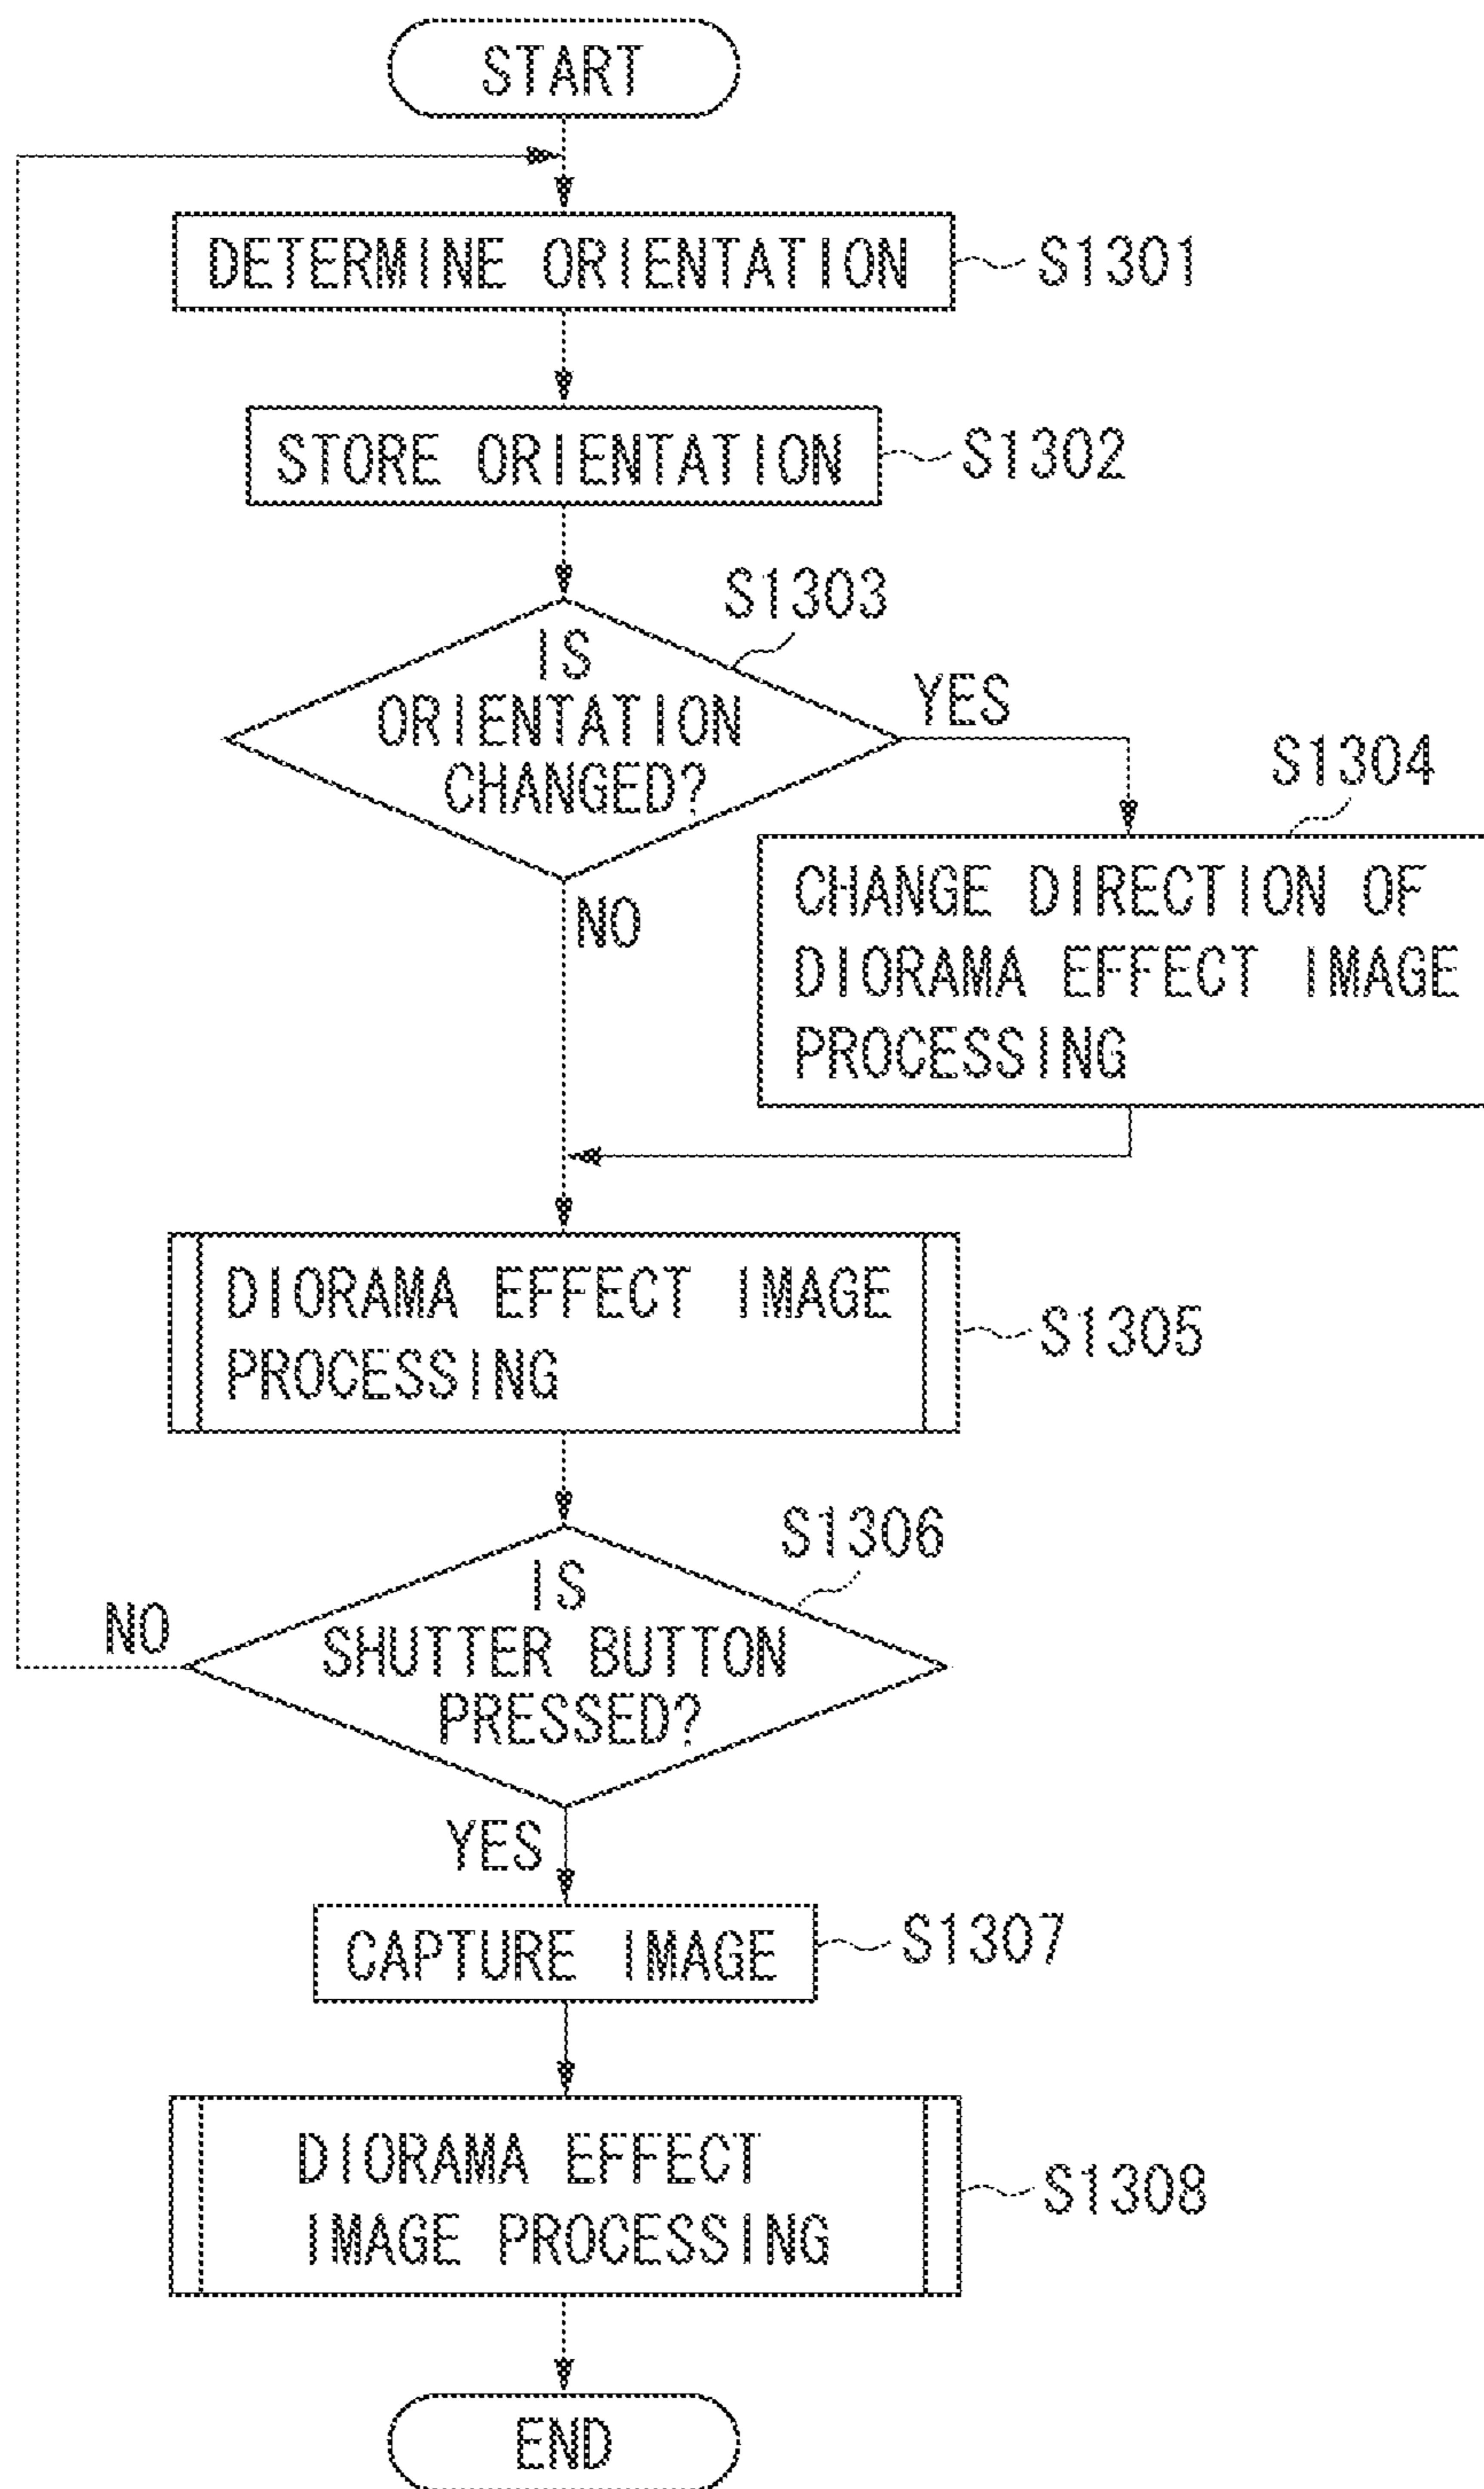 START
DETERMINE ORIENTATION
S1301
STORE ORIENTATION
S1302
S1303
IS
ORIENTATION
CHANGED?
YES
NO
S1304
CHANGE DIRECTION OF
DIORAMA EFFECT IMAGE
PROCESSING
DIORAMA EFFECT IMAGE
PROCESSING
S1305
S1306
IS
SHUTTER BUTTON
PRESSED?
NO
YES
CAPTURE IMAGE
S1307
DIORAMA EFFECT
IMAGE PROCESSING
S1308
END